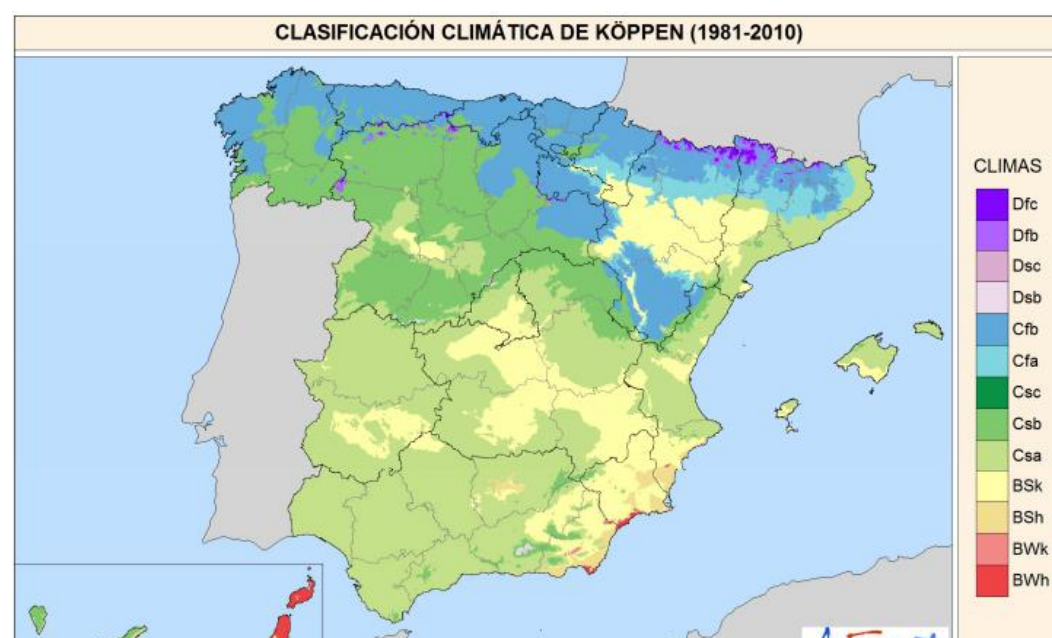 CLASIFICACIÓN CLIMÁTICA DE KÖPPEN (1981-2010)
CLIMAS
Dfc
Dfb
Dsc
Dsb
Cfb
Cfa
Csc
Csb
Csa
BSk
BSh
BWk
BWh